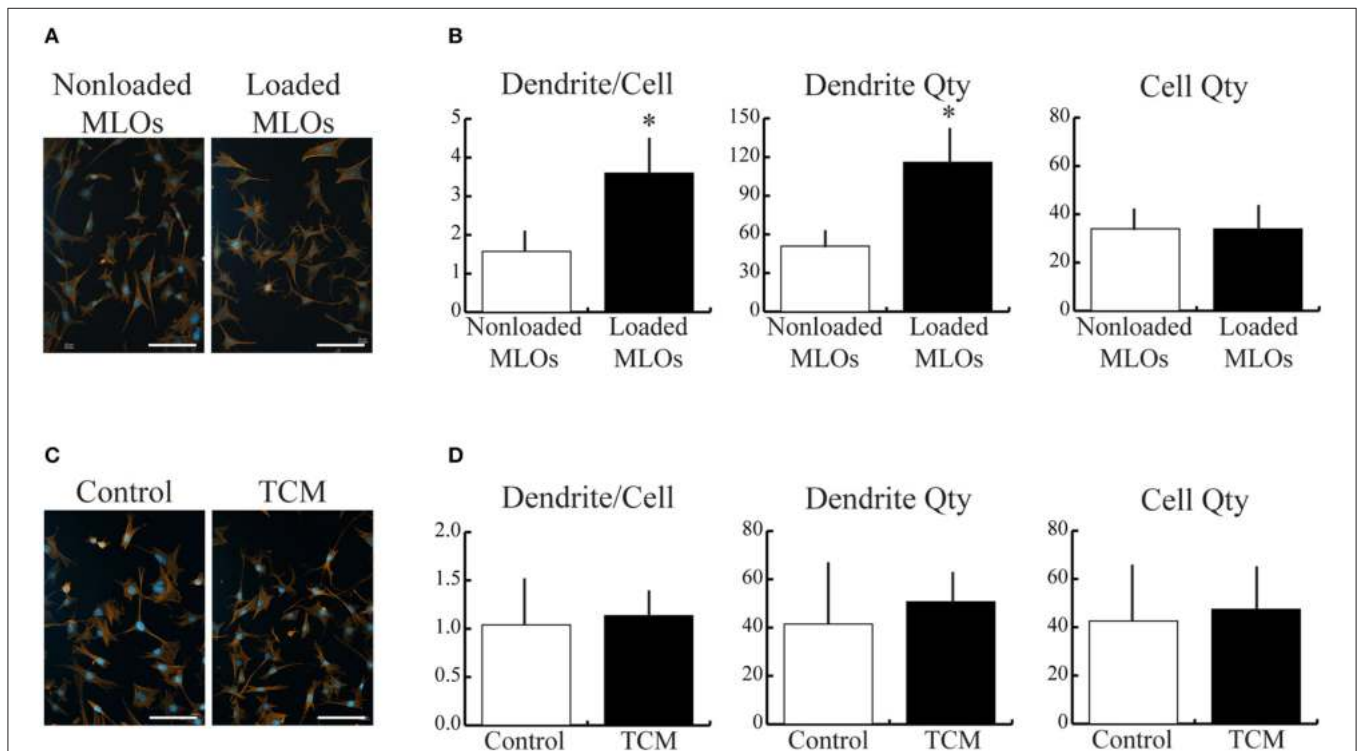 A
Nonloaded
MLOs
Loaded
MLOs
B
Dendrite/Cell
5
4
3
2
1
0
*
Nonloaded
MLOs
Loaded
MLOs
Dendrite Qty
150
120
90
60
30
0
*
Nonloaded
MLOs
Loaded
MLOs
Cell Qty
80
60
40
20
0
Nonloaded
MLOs
Loaded
MLOs
C
Control
TCM
D
Dendrite/Cell
2.0
1.5
1.0
0.5
0.0
Control
TCM
Dendrite Qty
80
60
40
20
0
Control
TCM
Cell Qty
80
60
40
20
0
Control
TCM